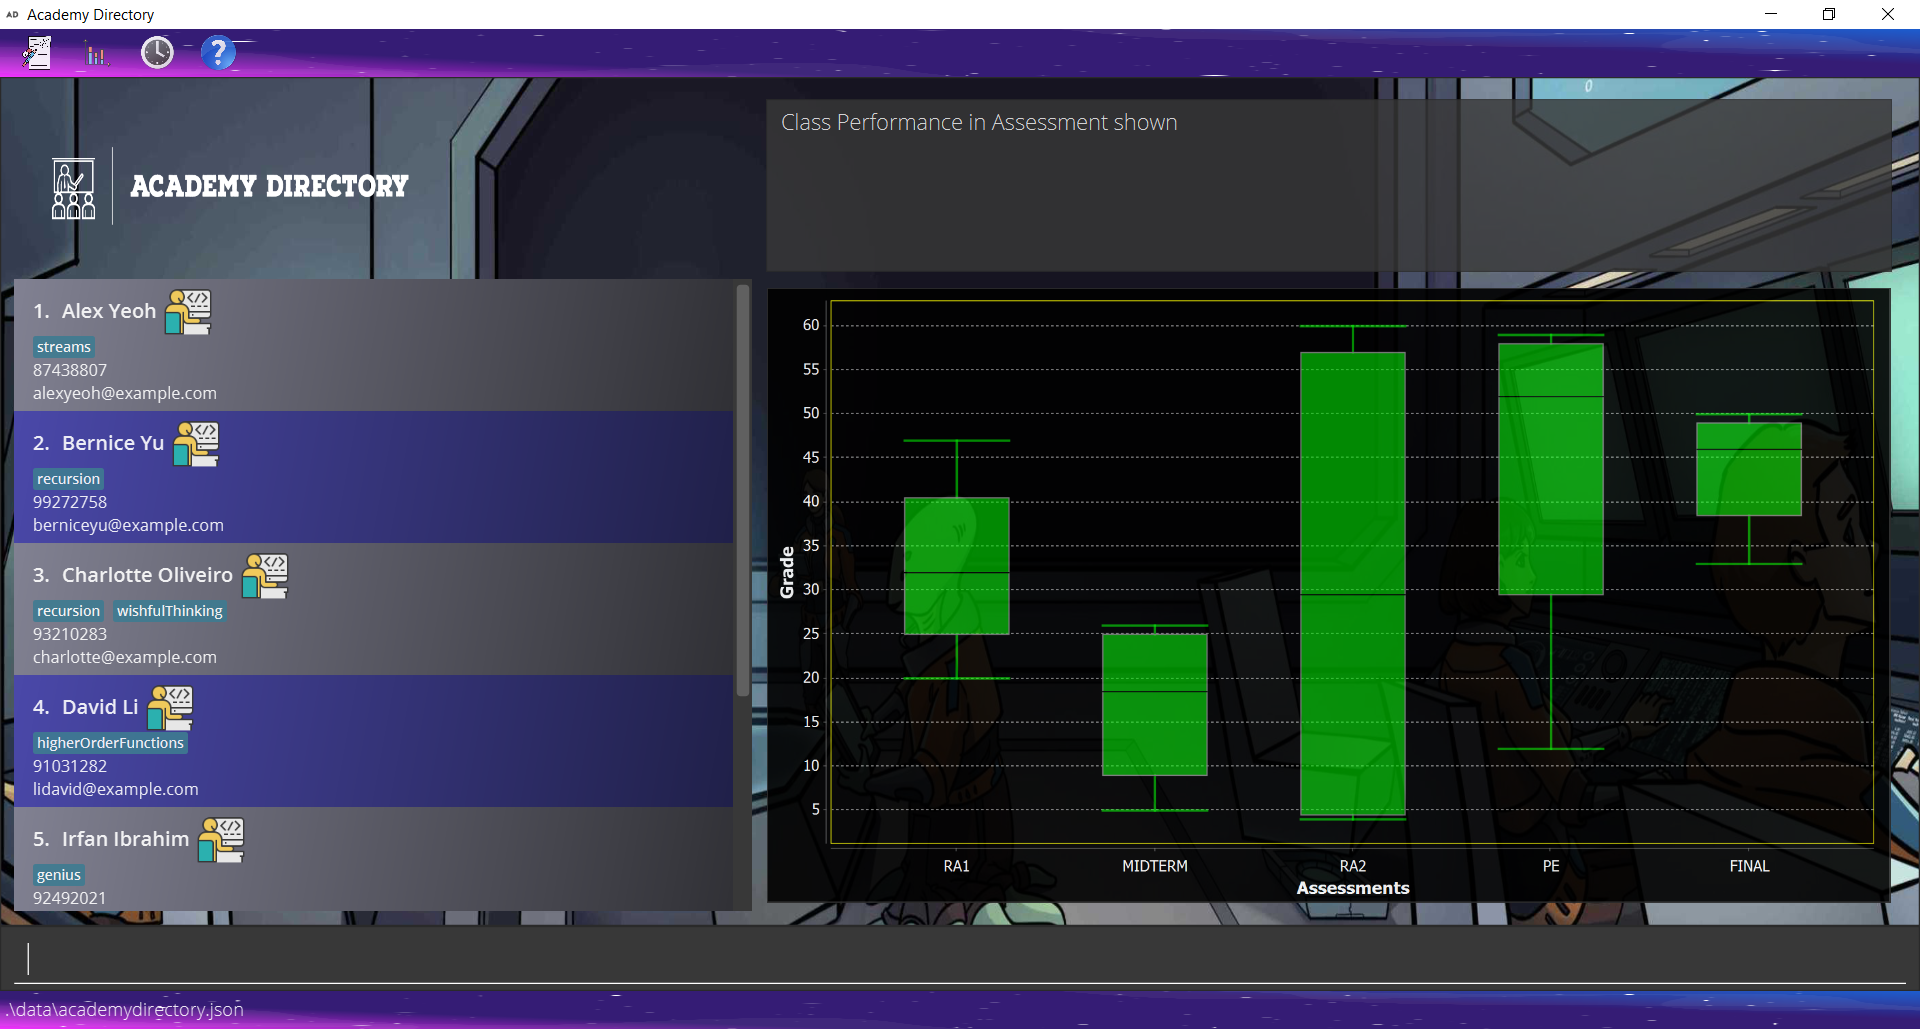 AD Academy Directory
?
0
Class Performance in Assessment shown
ACADEMY DIRECTORY
1. Alex Yeoh
streams
87438807
alexyeoh@example.com
2. Bernice Yu
recursion
99272758
berniceyu@example.com
3. Charlotte Oliveiro
recursion wishfulThinking
93210283
charlotte@example.com
4. David Li
higherOrderFunctions
91031282
lidavid@example.com
5. Irfan Ibrahim
genius
92492021
60
55
50
45
40
35
30
25
20
15
10
5
Grade
RA1 MIDTERM RA2 PE FINAL
Assessments
.\data\academydirectory.json